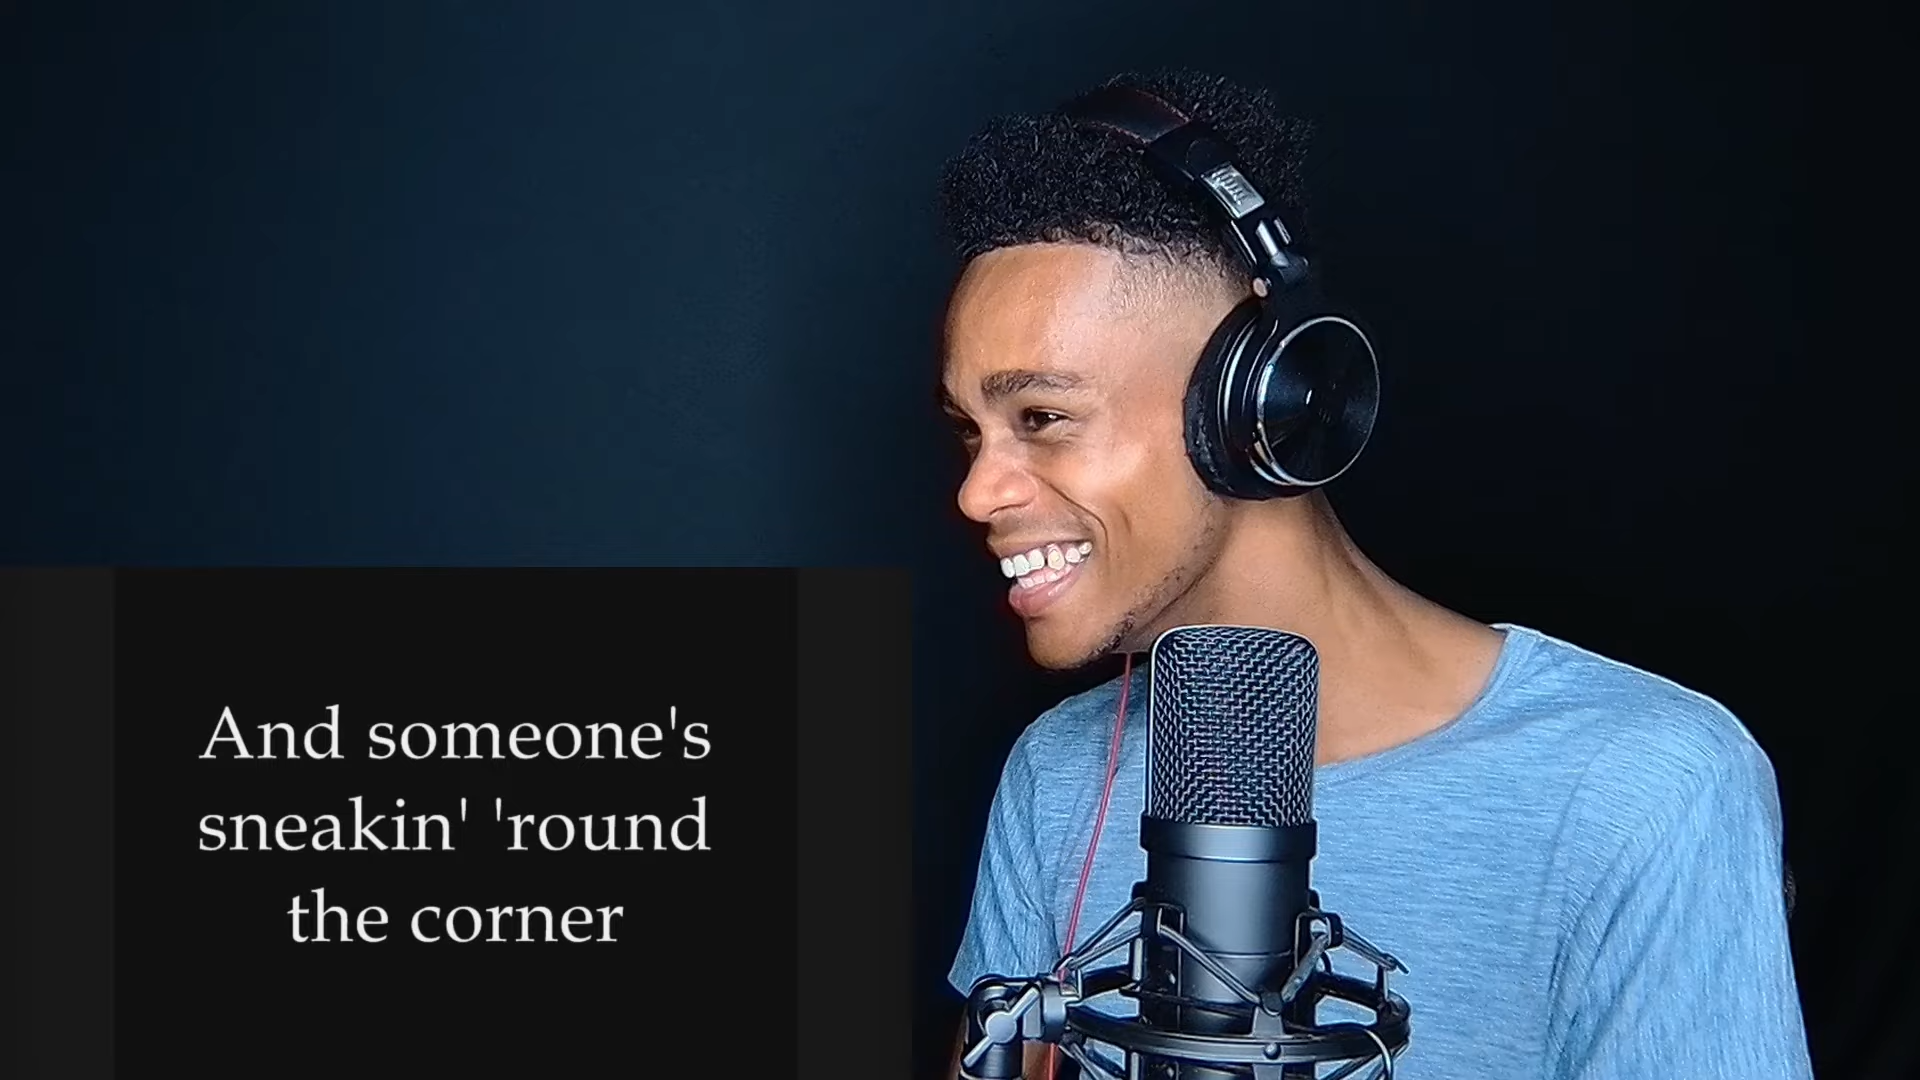 And someone's
sneakin' 'round
the corner